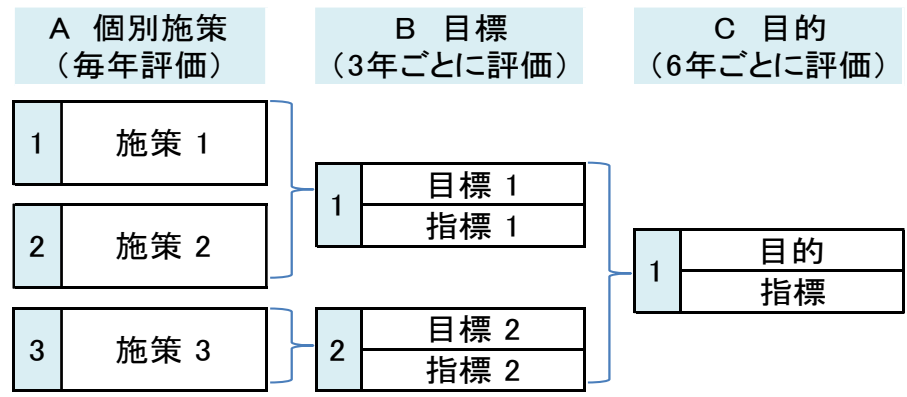 A 個別施策
（毎年評価）
B 目標
（3年ごとに評価）
C 目的
（6年ごとに評価）
1
施策 1
2
施策 2
3
施策 3
1
目標 1
指標 1
2
目標 2
指標 2
1
目的
指標